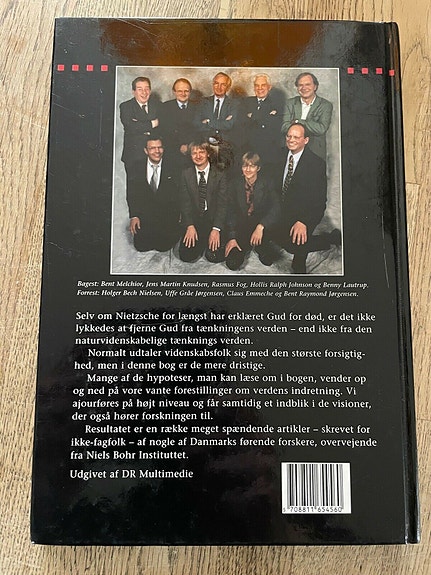 Bagest: Bent Melchior, Jens Martin Knudsen, Rasmus Fog, Hollis Ralph Johnson og Benny Lautrup.
Forrest: Holger Bech Nielsen, Uffe Gråe Jørgensen, Claus Emmeche og Bent Raymond Jørgensen.
Selv om Nietzsche for længst har erklæret Gud for død, er det ikke
lykkedes at fjerne Gud fra tænkningens verden – end ikke fra den
naturvidenskabelige tænknings verden.
Normalt udtaler videnskabsfolk sig med den største forsigtig-
hed, men i denne bog er de mere dristige.
Mange af de hypoteser, man kan læse om i bogen, vender op
og ned på vore vante forestillinger om verdens indretning. Vi
ajourføres på højt niveau og får samtidig et indblik i de visioner,
der også hører forskningen til.
Resultatet er en række meget spændende artikler – skrevet for
ikke-fagfolk – af nogle af Danmarks førende forskere, overvejende
fra Niels Bohr Instituttet.
Udgivet af DR Multimedie
5 708811 654560